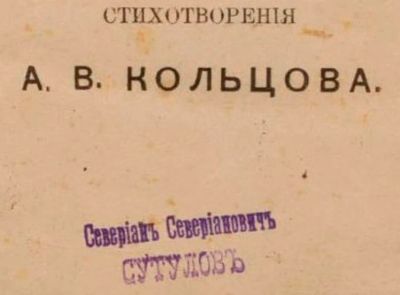 СТИХОТВОРЕНІЯ
А. В. КОЛЬЦОВА.
Северіанъ Северіановичъ
СУТУЛОВЪ